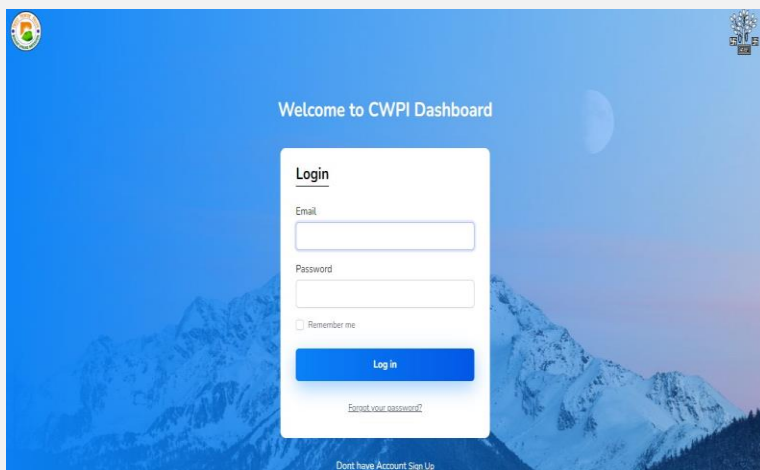 Welcome to CWPI Dashboard
Login
Email
Password
Remember me
Log in
Forgot your password?
Dont have Account Sign Up